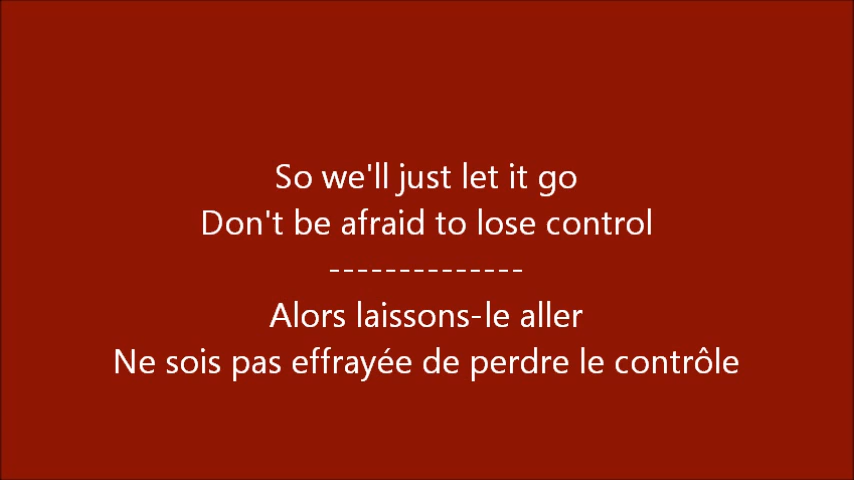 So we'll just let it go
Don't be afraid to lose control
--------------
Alors laissons-le aller
Ne sois pas effrayée de perdre le contrôle